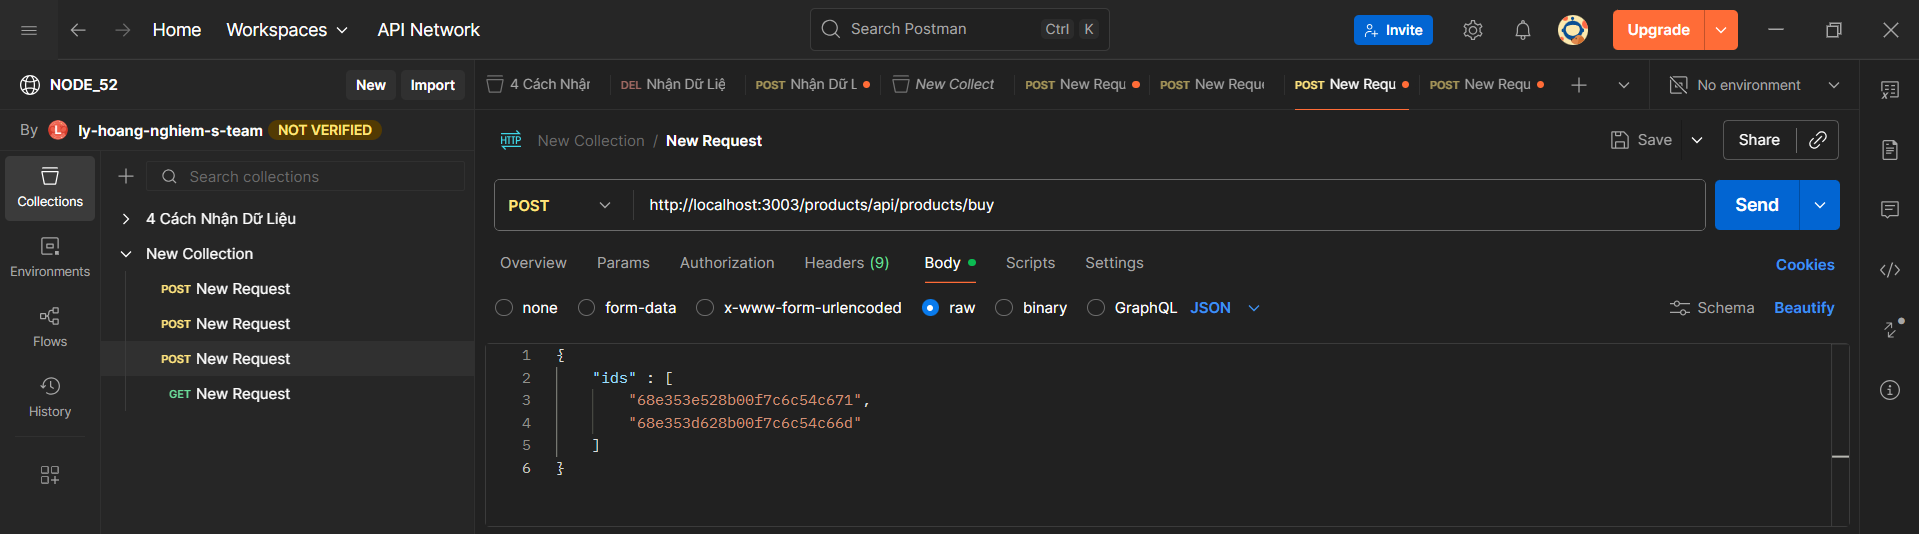 Home Workspaces API Network Search Postman Ctrl K Invite Upgrade
NODE_52 New Import
4 Cách Nhận DEL Nhận Dữ Liệ POST Nhận Dữ L New Collect POST New Requ POST New Reque POST New Requ POST New Requ No environment
By L ly-hoang-nghiem-s-team NOT VERIFIED
HTTP New Collection / New Request Save Share
Collections
Search collections
4 Cách Nhận Dữ Liệu
POST http://localhost:3003/products/api/products/buy Send
Environments
New Collection
POST New Request
POST New Request
POST New Request
GET New Request
Flows
History
Overview Params Authorization Headers (9) Body Scripts Settings Cookies
none form-data x-www-form-urlencoded raw binary GraphQL JSON Schema Beautify
1 {
2 "ids" : [
3 "68e353e528b00f7c6c54c671",
4 "68e353d628b00f7c6c54c66d"
5 ]
6 }